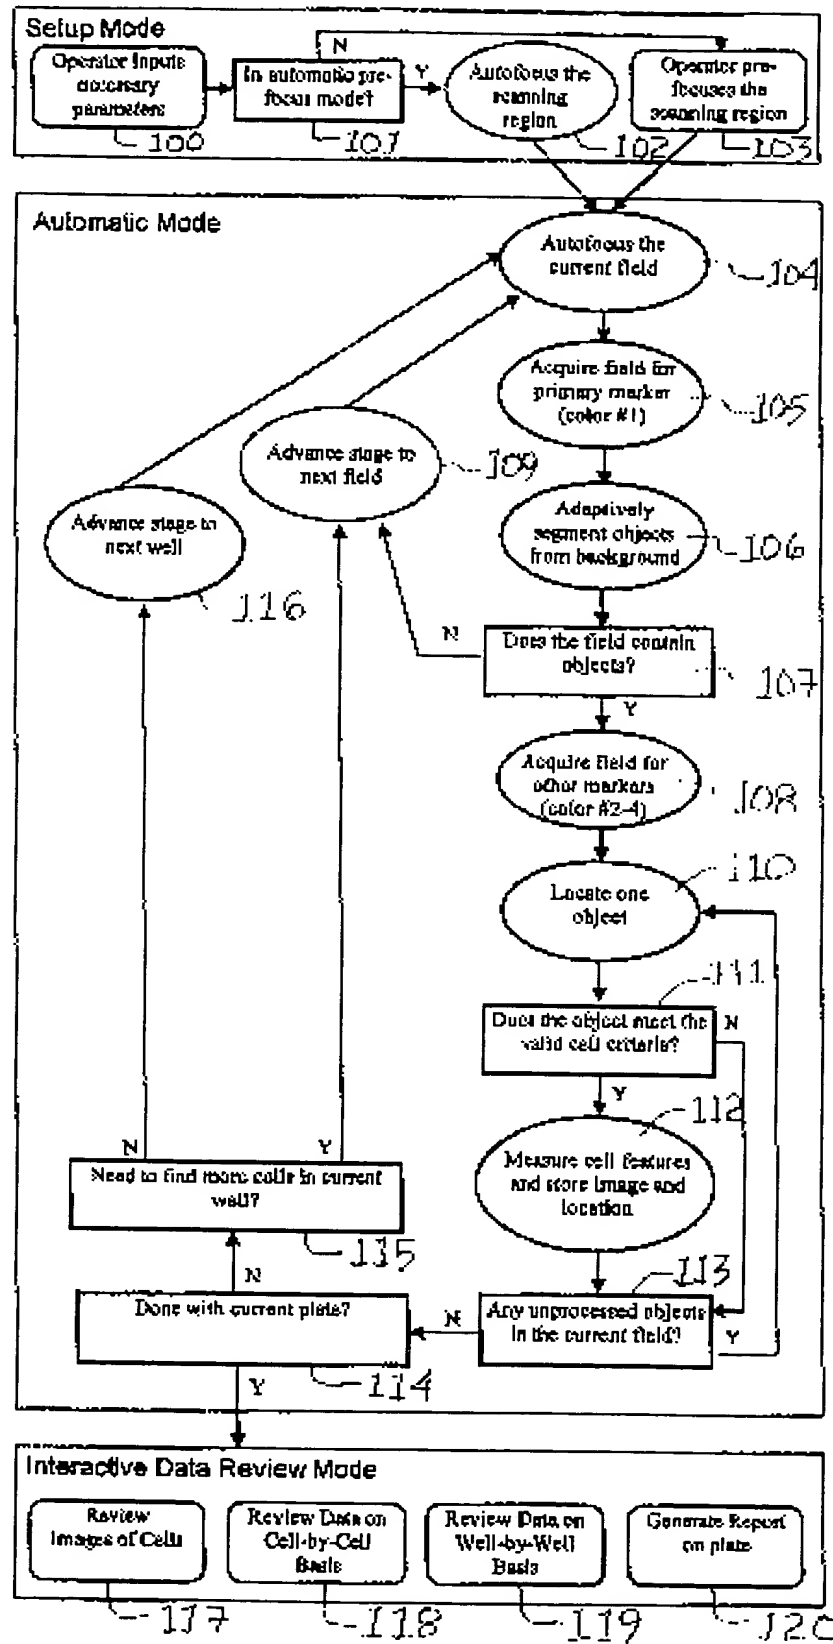 Setup Mode
N
Operator Inputs
necessary
parameters
In automatic pre-
focus mode?
Y
Autofocus the
scanning
region
Operator pre-
focuses the
scanning region
100
101
102
103
Automatic Mode
Autofocus the
current field
104
Acquire field for
primary marker
(color #1)
105
Advance stage to
next field
109
Advance stage to
next well
116
Adaptively
segment objects
from background
106
N
Does the field contain
objects?
107
Y
Acquire field for
other markers
(color #2-4)
108
110
Locate one
object
111
Does the object meet the
valid cell criteria?
N
Y
112
Measure cell features
and store image and
location
N
Y
Need to find more cells in current
well?
115
113
N
Done with current plate?
N
Any unprocessed objects
in the current field?
Y
114
Y
Interactive Data Review Mode
Review
Images of Cells
Review Data on
Cell-by-Cell
Basis
Review Data on
Well-by-Well
Basis
Generate Report
on plate
117
118
119
120